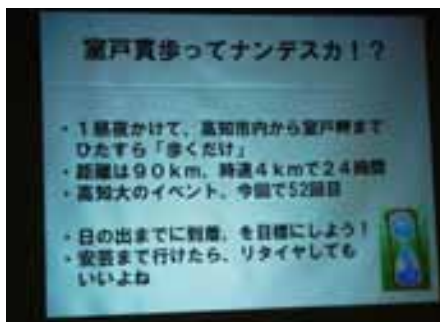 室戸貫歩ってナンデスカ！？
・１昼夜かけて、高知市内から室戸岬まで
ひたすら「歩くだけ」
・距離は９０ｋｍ、時速４ｋｍで２４時間
・高知大のイベント、今回で52回目
・日の出までに到着、を目標にしよう！
・安芸まで行けたら、リタイヤしても
いいよね